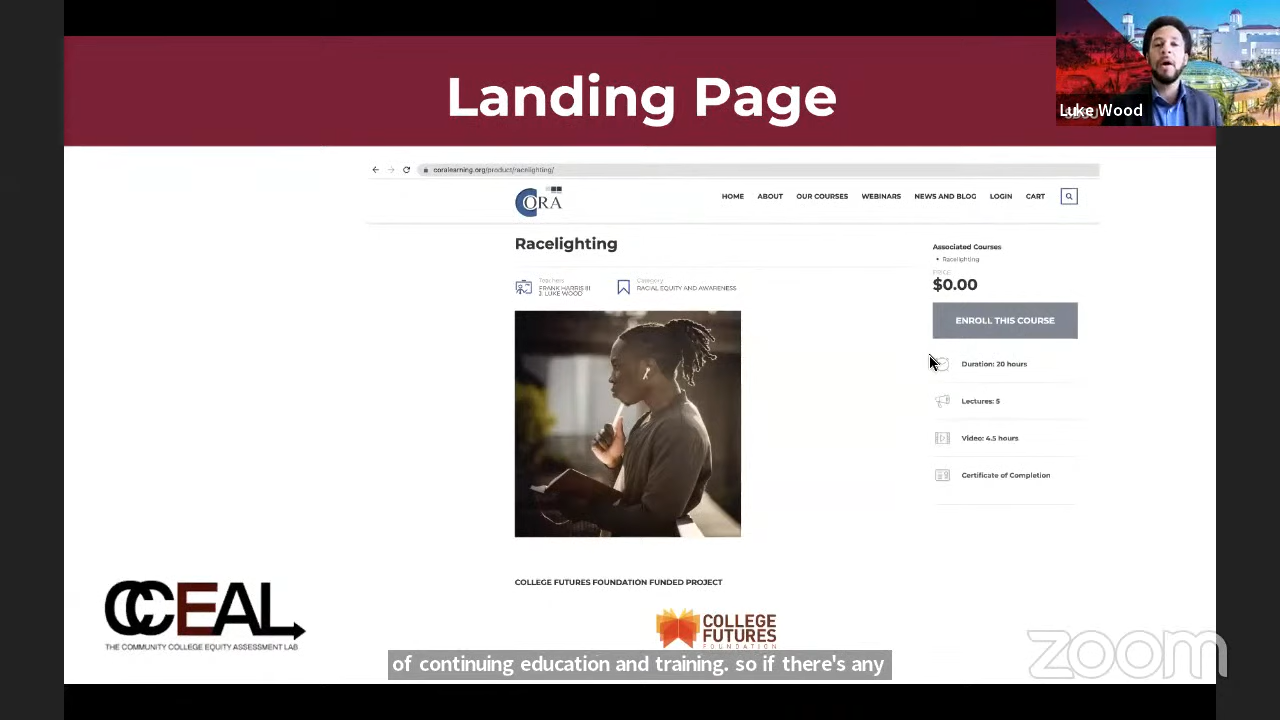 Landing Page
Luke Wood
coralearning.org/product/racelighting/
CORA
HOME ABOUT OUR COURSES WEBINARS NEWS AND BLOG LOGIN CART
Racelighting
Teachers
FRANK HARRIS III
J. LUKE WOOD
Category
RACIAL EQUITY AND AWARENESS
Associated Courses
• Racelighting
PRICE
$0.00
ENROLL THIS COURSE
Duration: 20 hours
Lectures: 5
Video: 4.5 hours
Certificate of Completion
COLLEGE FUTURES FOUNDATION FUNDED PROJECT
COLLEGE
FUTURES
FOUNDATION
CCEAL
THE COMMUNITY COLLEGE EQUITY ASSESSMENT LAB
of continuing education and training. so if there's any
zoom